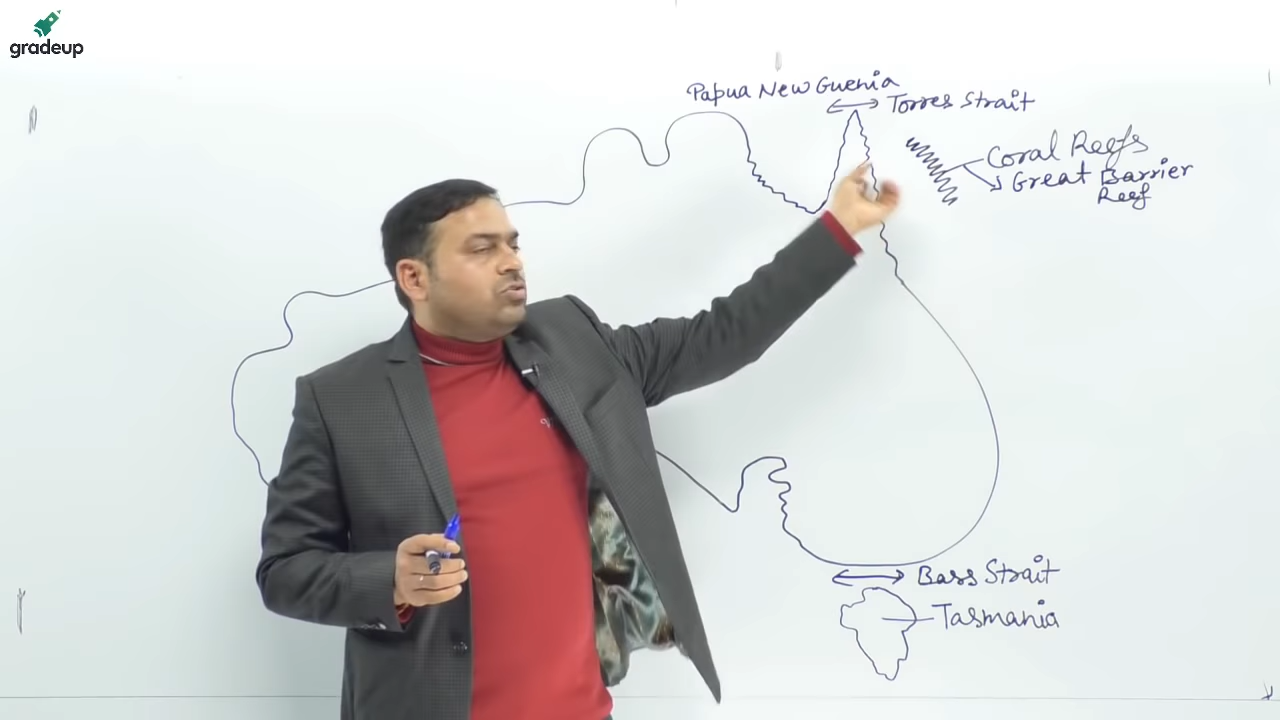 gradeup
Papua New Guenia
Torres Strait
Coral Reefs
Great Barrier
Reef
Bass Strait
Tasmania